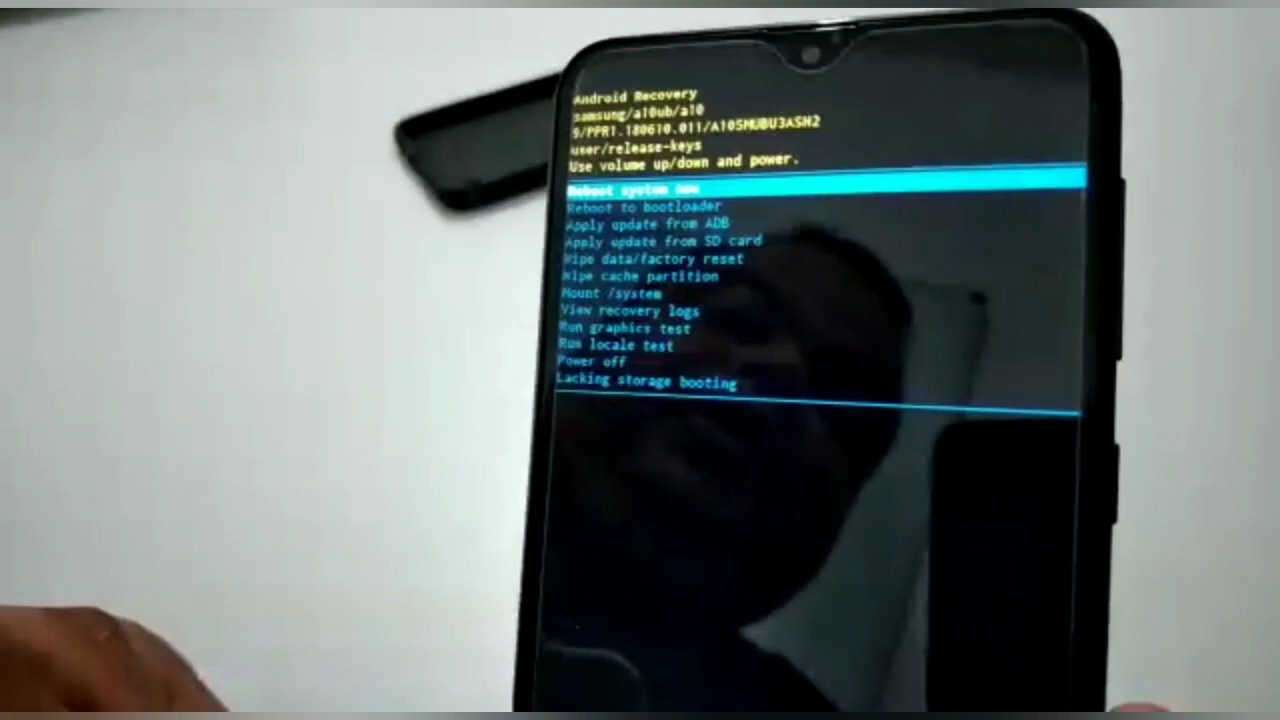 Android Recovery
samsung/a10ub/a10
9/PPR1.180610.011/A105MUBU3ASH2
user/release-keys
Use volume up/down and power.
Reboot system now
Reboot to bootloader
Apply update from ADB
Apply update from SD card
Wipe data/factory reset
Wipe cache partition
Mount /system
View recovery logs
Run graphics test
Run locale test
Power off
Lacking storage booting